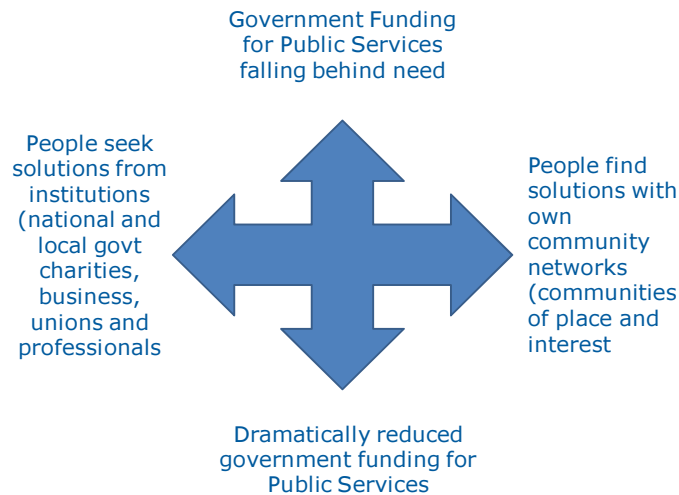 Government Funding
for Public Services
falling behind need
People seek
solutions from
institutions
(national and
local govt
charities,
business,
unions and
professionals
People find
solutions with
own
community
networks
(communities
of place and
interest
Dramatically reduced
government funding for
Public Services